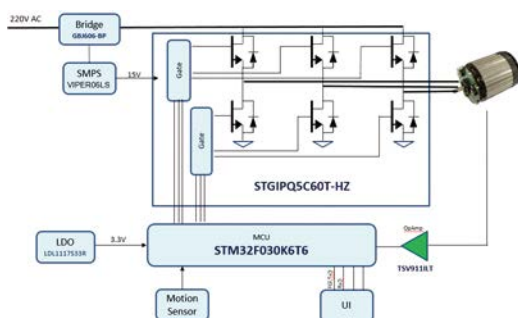 220V AC
Bridge
GBJ606-BP
SMPS
VIPER06LS
15V
Gate
Gate
STGIPQ5C60T-HZ
LDO
LDL1117S33R
3.3V
MCU
STM32F030K6T6
OpAmp
TSV911ILT
Motion
Sensor
UI